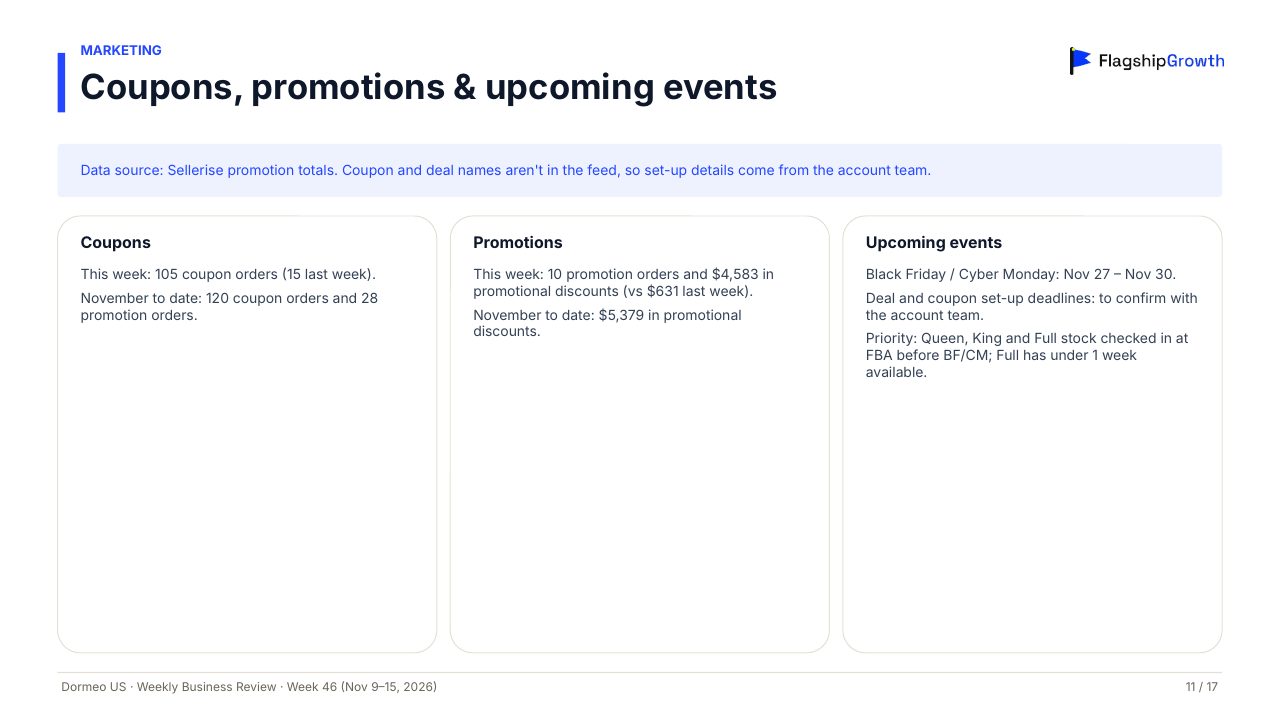 MARKETING
Coupons, promotions & upcoming events
FlagshipGrowth
Data source: Sellerise promotion totals. Coupon and deal names aren't in the feed, so set-up details come from the account team.
Coupons
This week: 105 coupon orders (15 last week).
November to date: 120 coupon orders and 28
promotion orders.
Promotions
This week: 10 promotion orders and $4,583 in
promotional discounts (vs $631 last week).
November to date: $5,379 in promotional
discounts.
Upcoming events
Black Friday / Cyber Monday: Nov 27 – Nov 30.
Deal and coupon set-up deadlines: to confirm with
the account team.
Priority: Queen, King and Full stock checked in at
FBA before BF/CM; Full has under 1 week
available.
Dormeo US · Weekly Business Review · Week 46 (Nov 9–15, 2026)
11 / 17